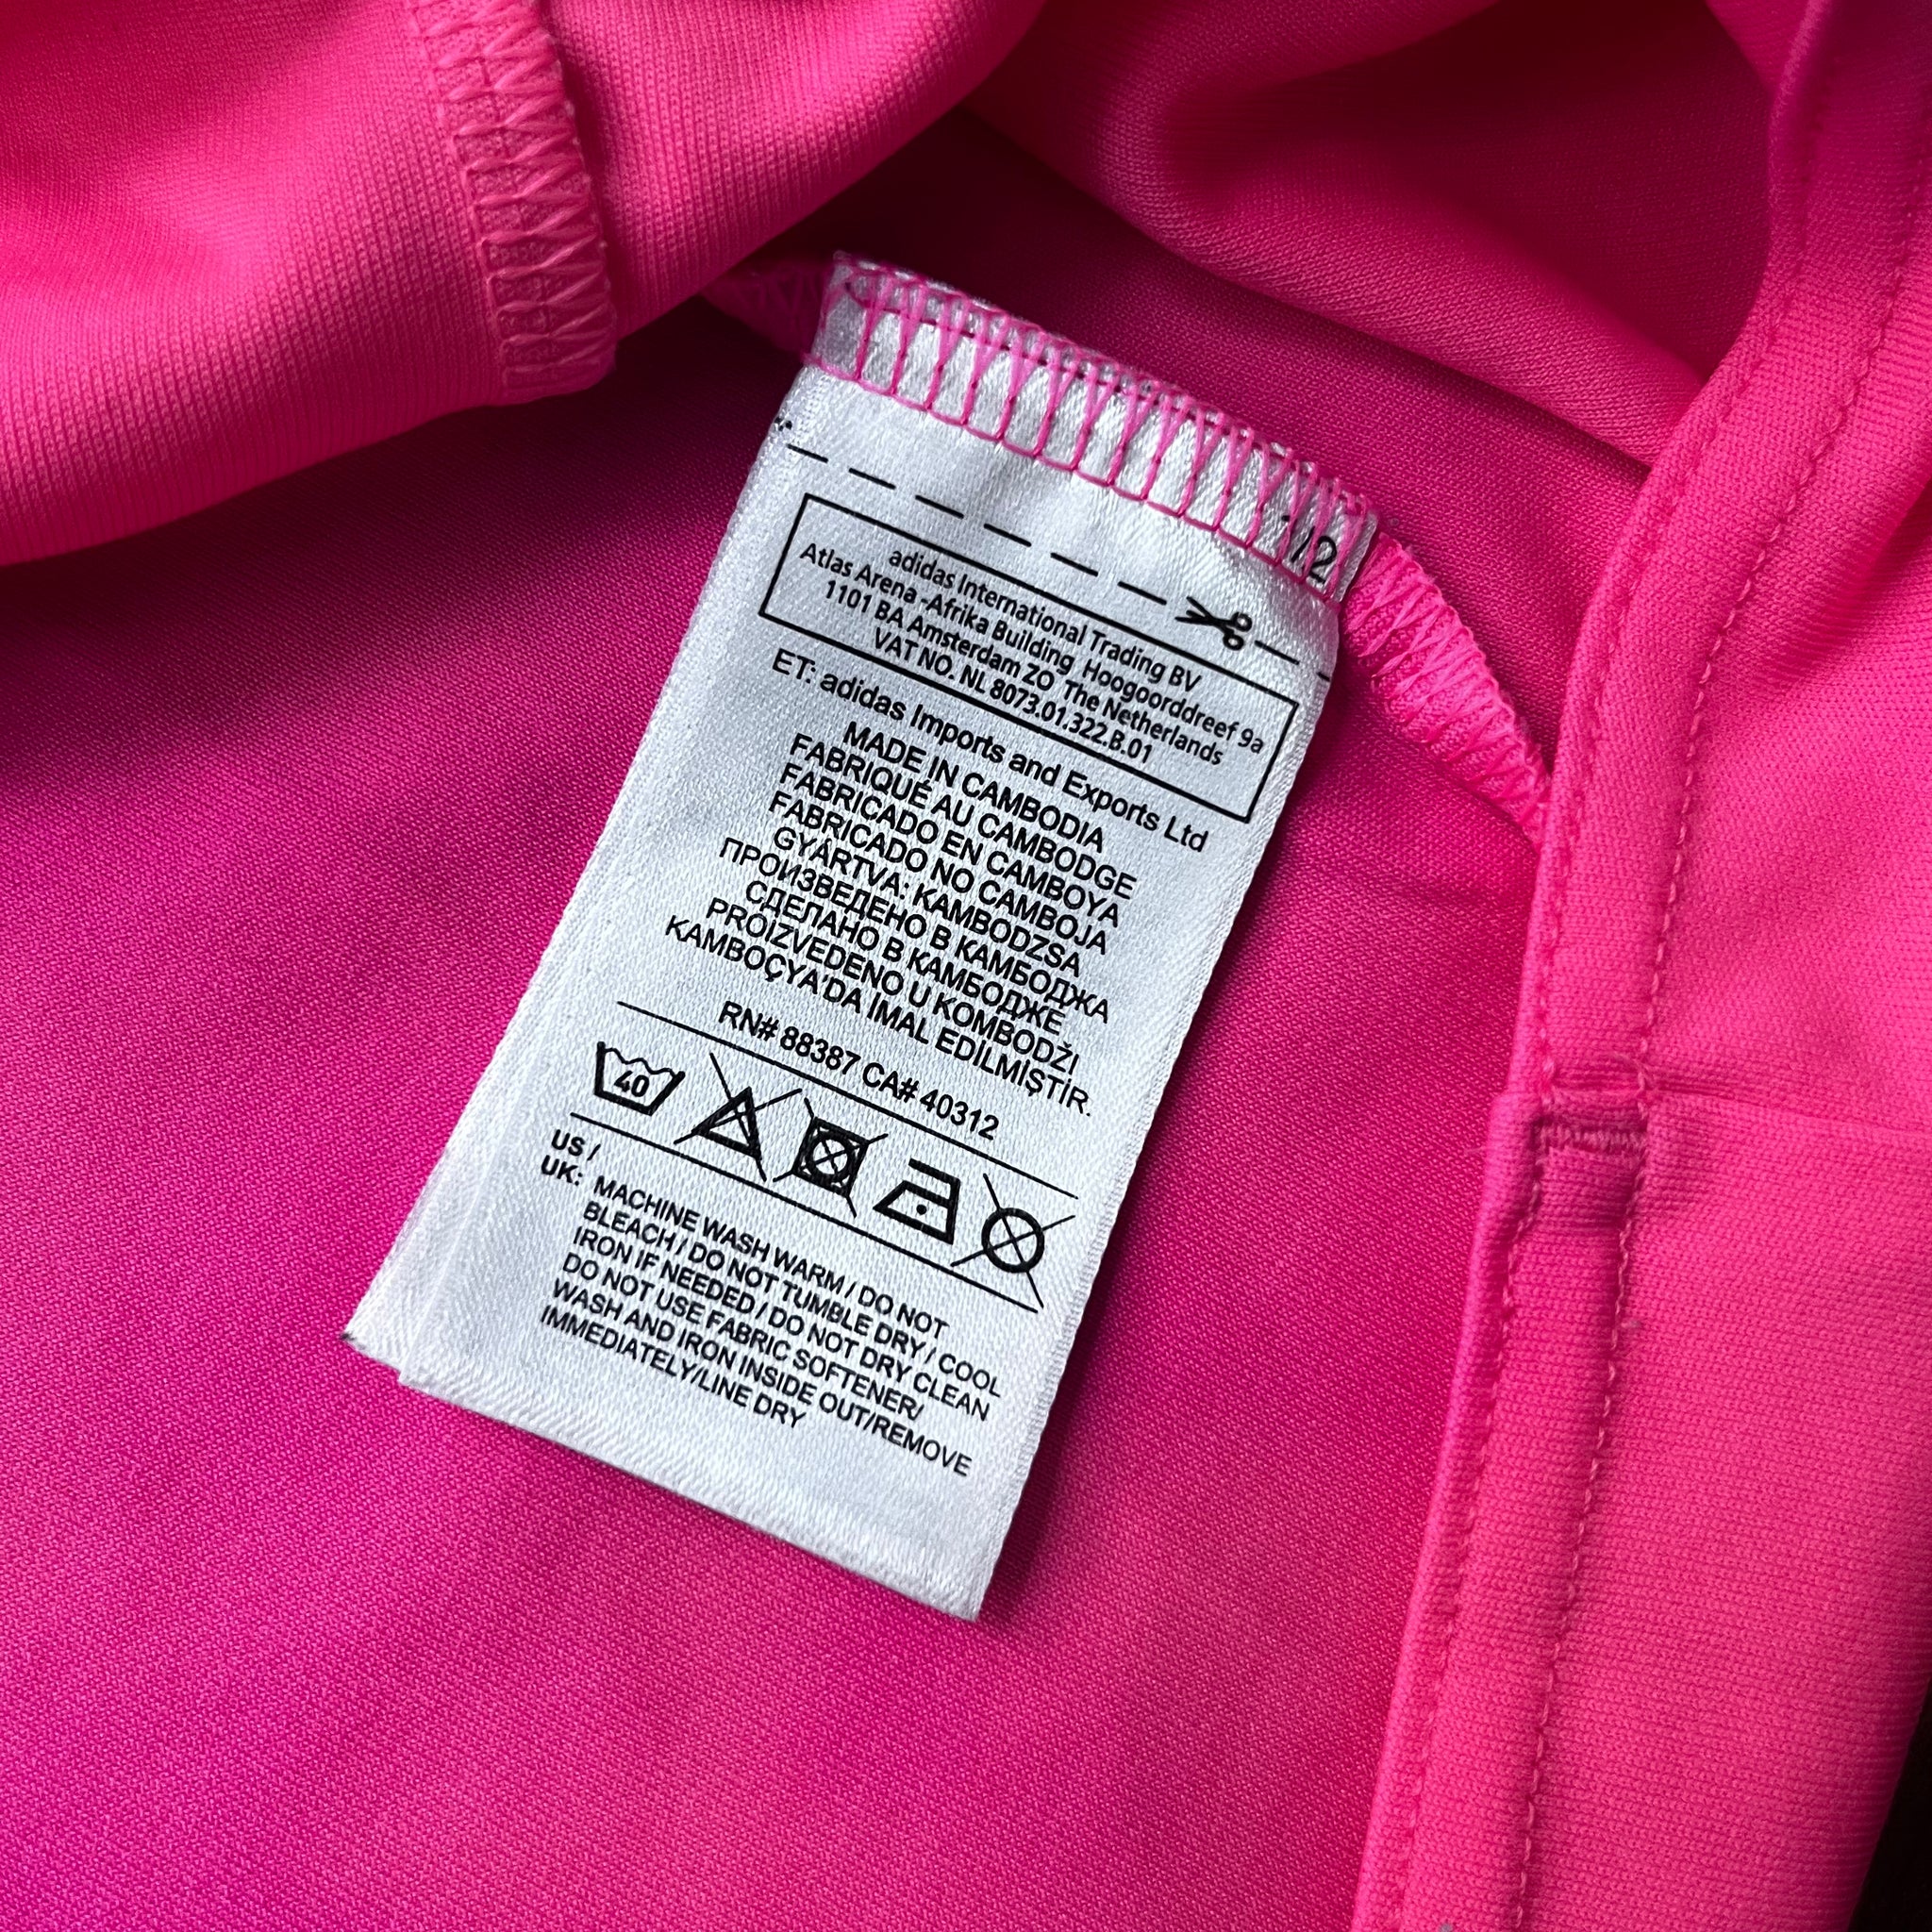 12
adidas International Trading BV
Atlas Arena -Afrika Building Hoogoorddreef 9a
1101 BA Amsterdam ZO The Netherlands
VAT NO. NL 8073.01.322.B.01
ET: adidas Imports and Exports Ltd
MADE IN CAMBODIA
FABRIQUÉ AU CAMBODGE
FABRICADO EN CAMBOYA
FABRICADO NO CAMBOJA
GYÁRTVA: KAMBODZSA
ПРОИЗВЕДЕНО В КАМБОДЖА
СДЕЛАНО В КАМБОДЖЕ
PROIZVEDENO U KOMBODŽI
KAMBOÇYA'DA İMAL EDİLMİŞTİR.
RN# 88387 CA# 40312
40
US /
UK: MACHINE WASH WARM / DO NOT
BLEACH / DO NOT TUMBLE DRY / COOL
IRON IF NEEDED / DO NOT DRY CLEAN
DO NOT USE FABRIC SOFTENER/
WASH AND IRON INSIDE OUT/REMOVE
IMMEDIATELY/LINE DRY